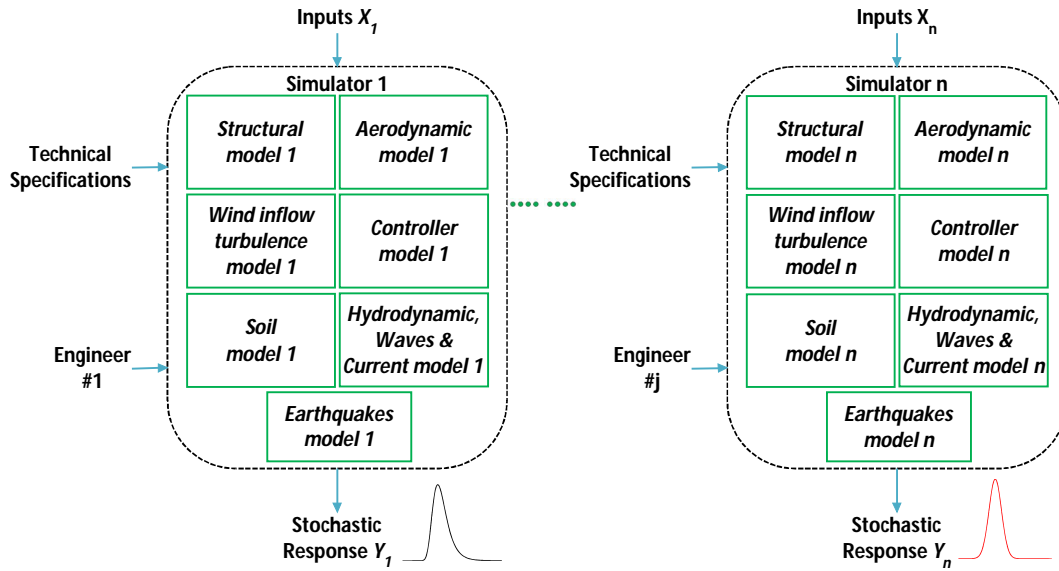 Inputs X₁
Simulator 1
Structural
model 1
Aerodynamic
model 1
Technical
Specifications
Wind inflow
turbulence
model 1
Controller
model 1
Soil
model 1
Hydrodynamic,
Waves &
Current model 1
Engineer
#1
Earthquakes
model 1
Stochastic
Response Y₁
Inputs Xₙ
Simulator n
Structural
model n
Aerodynamic
model n
Technical
Specifications
Wind inflow
turbulence
model n
Controller
model n
Soil
model n
Hydrodynamic,
Waves &
Current model n
Engineer
#j
Earthquakes
model n
Stochastic
Response Yₙ